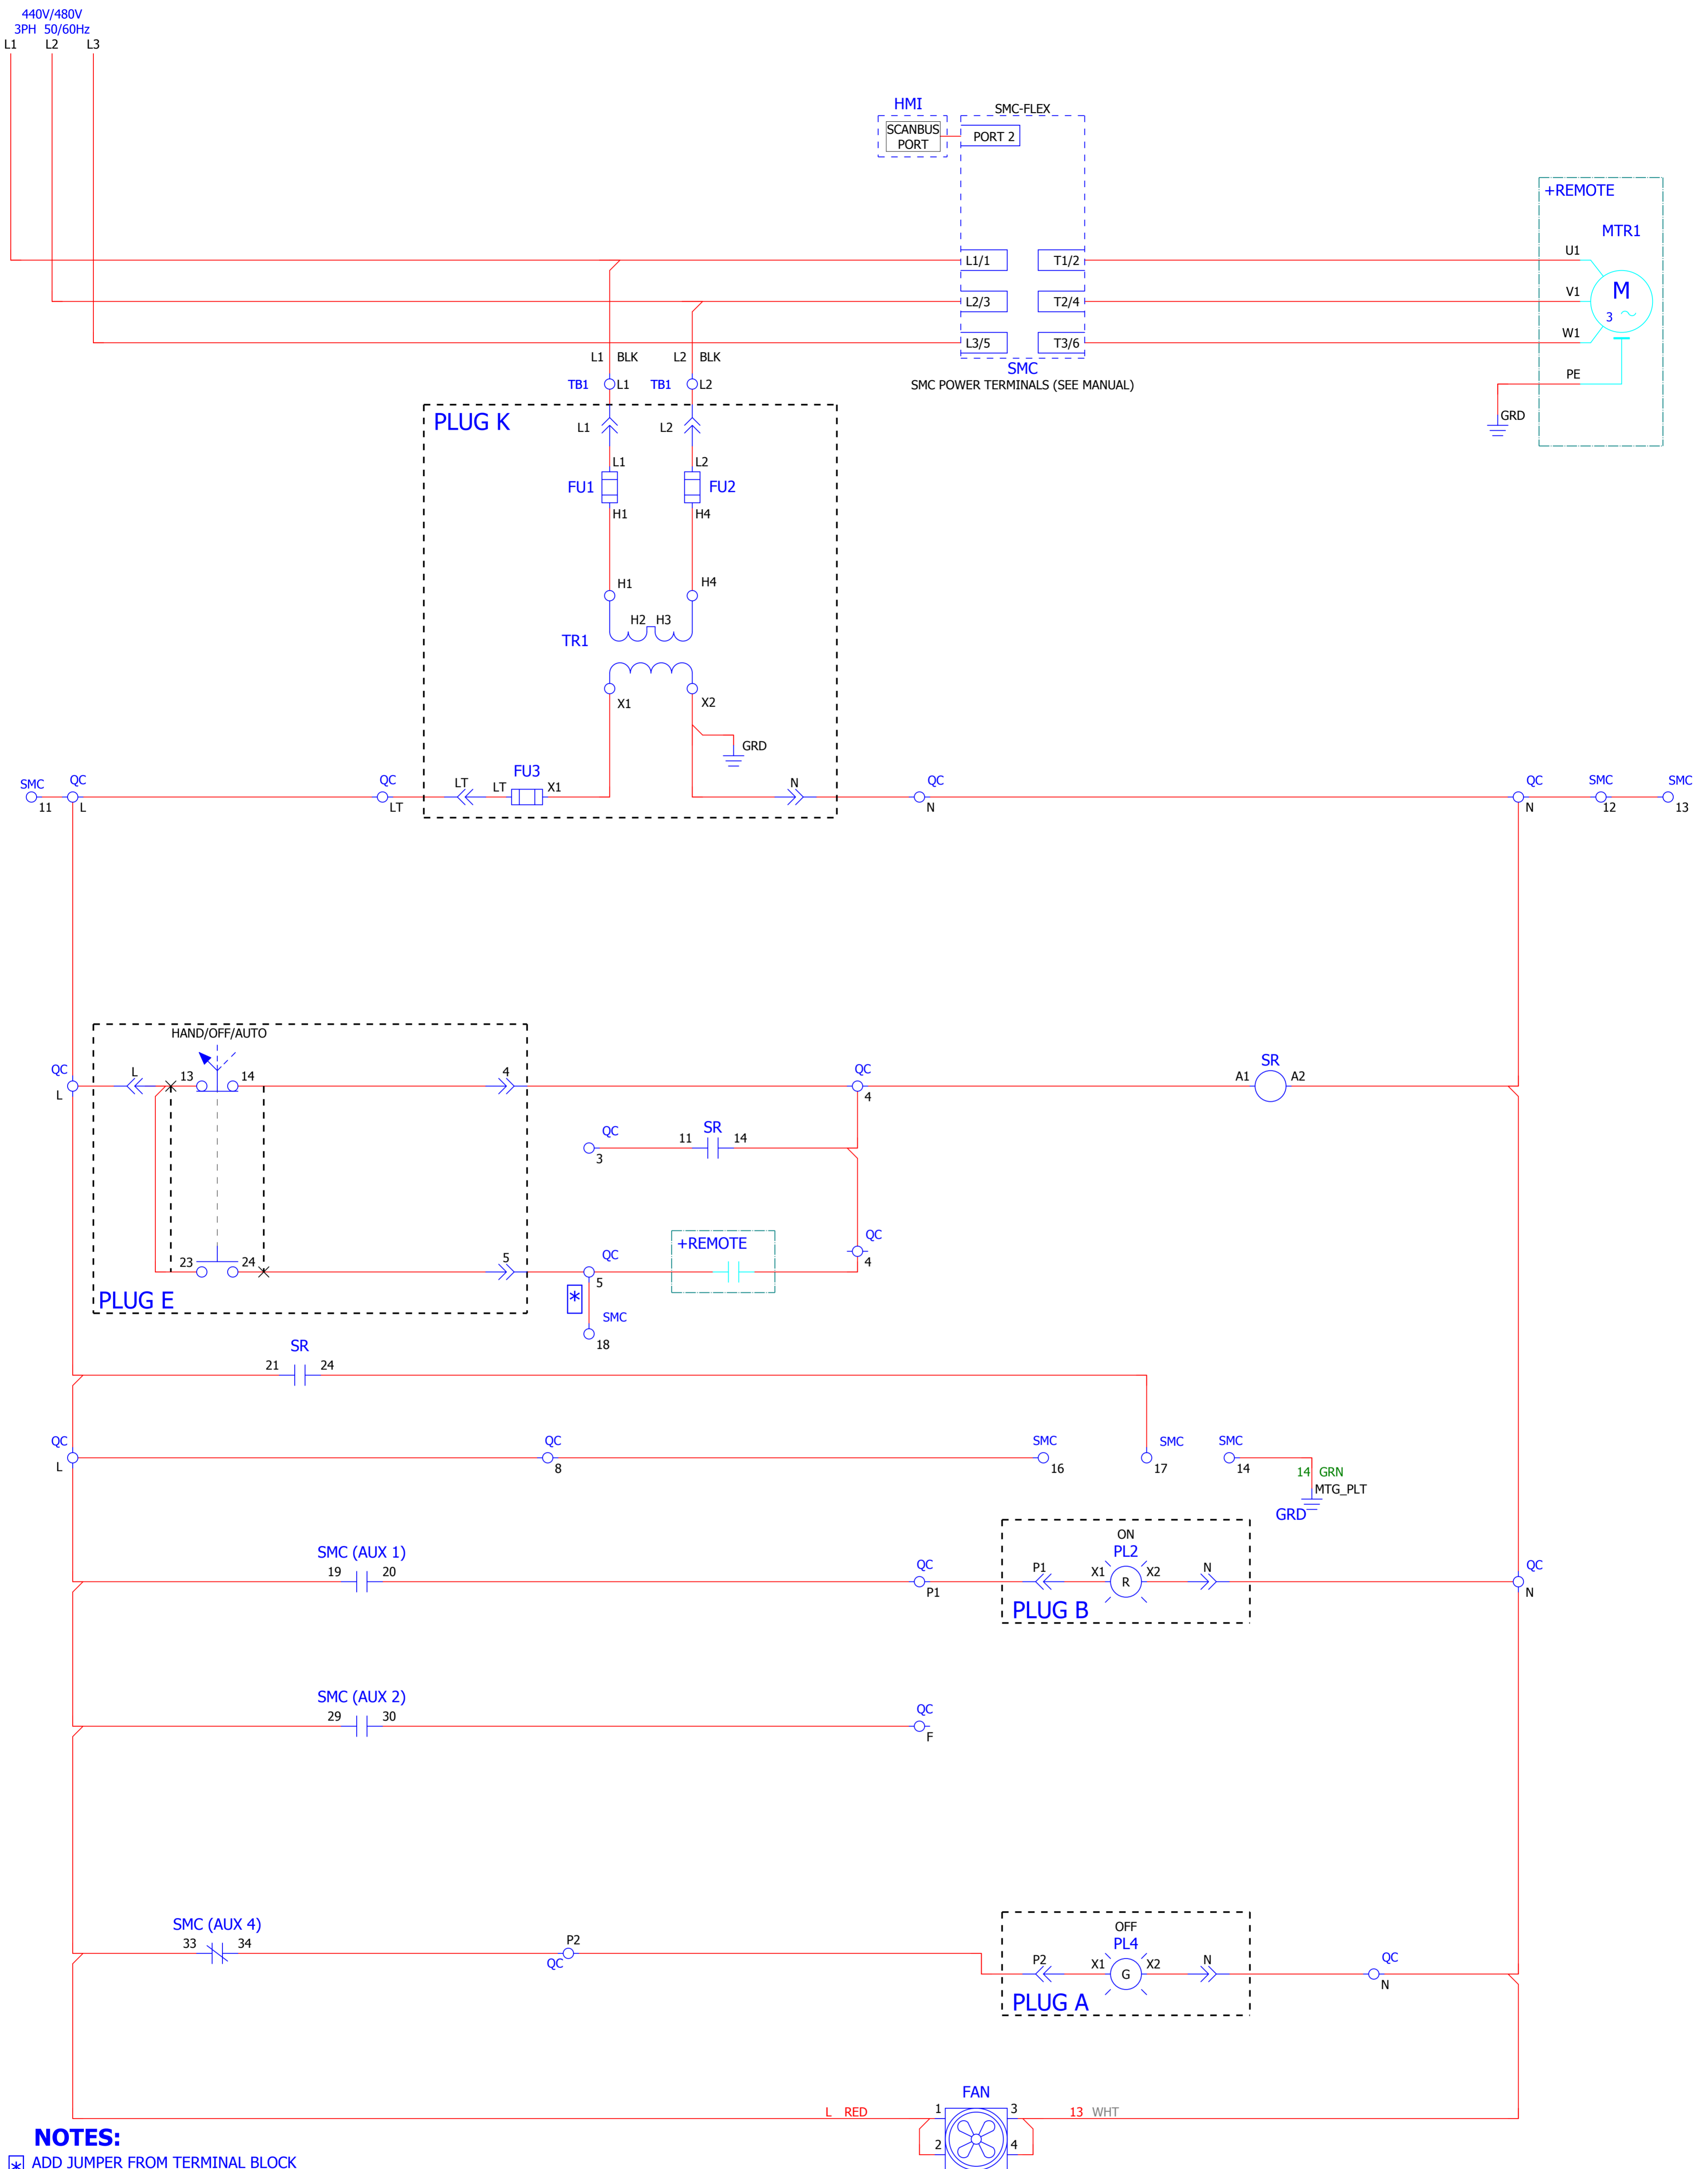 440V/480V
3PH 50/60Hz
L1 L2 L3
HMI
SCANBUS
PORT
SMC-FLEX
PORT 2
+REMOTE
MTR1
L1/1 T1/2 U1
L2/3 T2/4 V1
M
3
L3/5 T3/6 W1
SMC
SMC POWER TERMINALS (SEE MANUAL)
PE
GRD
L1 BLK L2 BLK
TB1 L1 TB1 L2
PLUG K
L1 L2
L1 L2
FU1 FU2
H1 H4
H1 H4
H2 H3
TR1
X1 X2
GRD
FU3
SMC QC QC LT LT X1 N QC QC SMC SMC
11 L LT N N 12 13
HAND/OFF/AUTO
QC L 13 14 4 QC SR
A1 A2
L 4
QC 11 SR 14
3
+REMOTE
QC
23 24 5 QC
5 4
PLUG E
* SMC
18
SR
21 24
QC QC SMC SMC SMC
L 8 16 17 14
14 GRN
MTG_PLT
GRD
ON
SMC (AUX 1) PL2
19 20 QC P1 X1 R X2 N QC
P1 N
PLUG B
SMC (AUX 2)
29 30 QC
F
SMC (AUX 4)
33 34 P2
QC
OFF
PL4
P2 X1 G X2 N QC
N
PLUG A
FAN
L RED 1 3 13 WHT
2 4
NOTES:
* ADD JUMPER FROM TERMINAL BLOCK